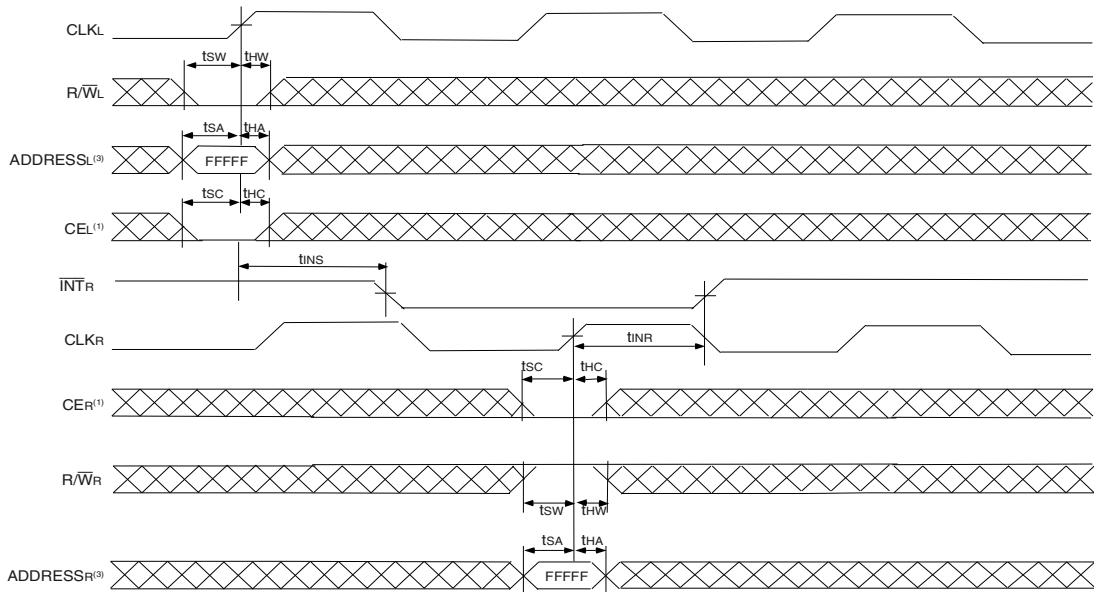 CLKL
tSW tHW
R/WL
tSA tHA
ADDRESSL(3) FFFFF
tSC tHC
CEL(1)
tINS
INTR
CLKR
tINR
tSC tHC
CER(1)
R/WR
tSW tHW
tSA tHA
ADDRESSR(3) FFFFF